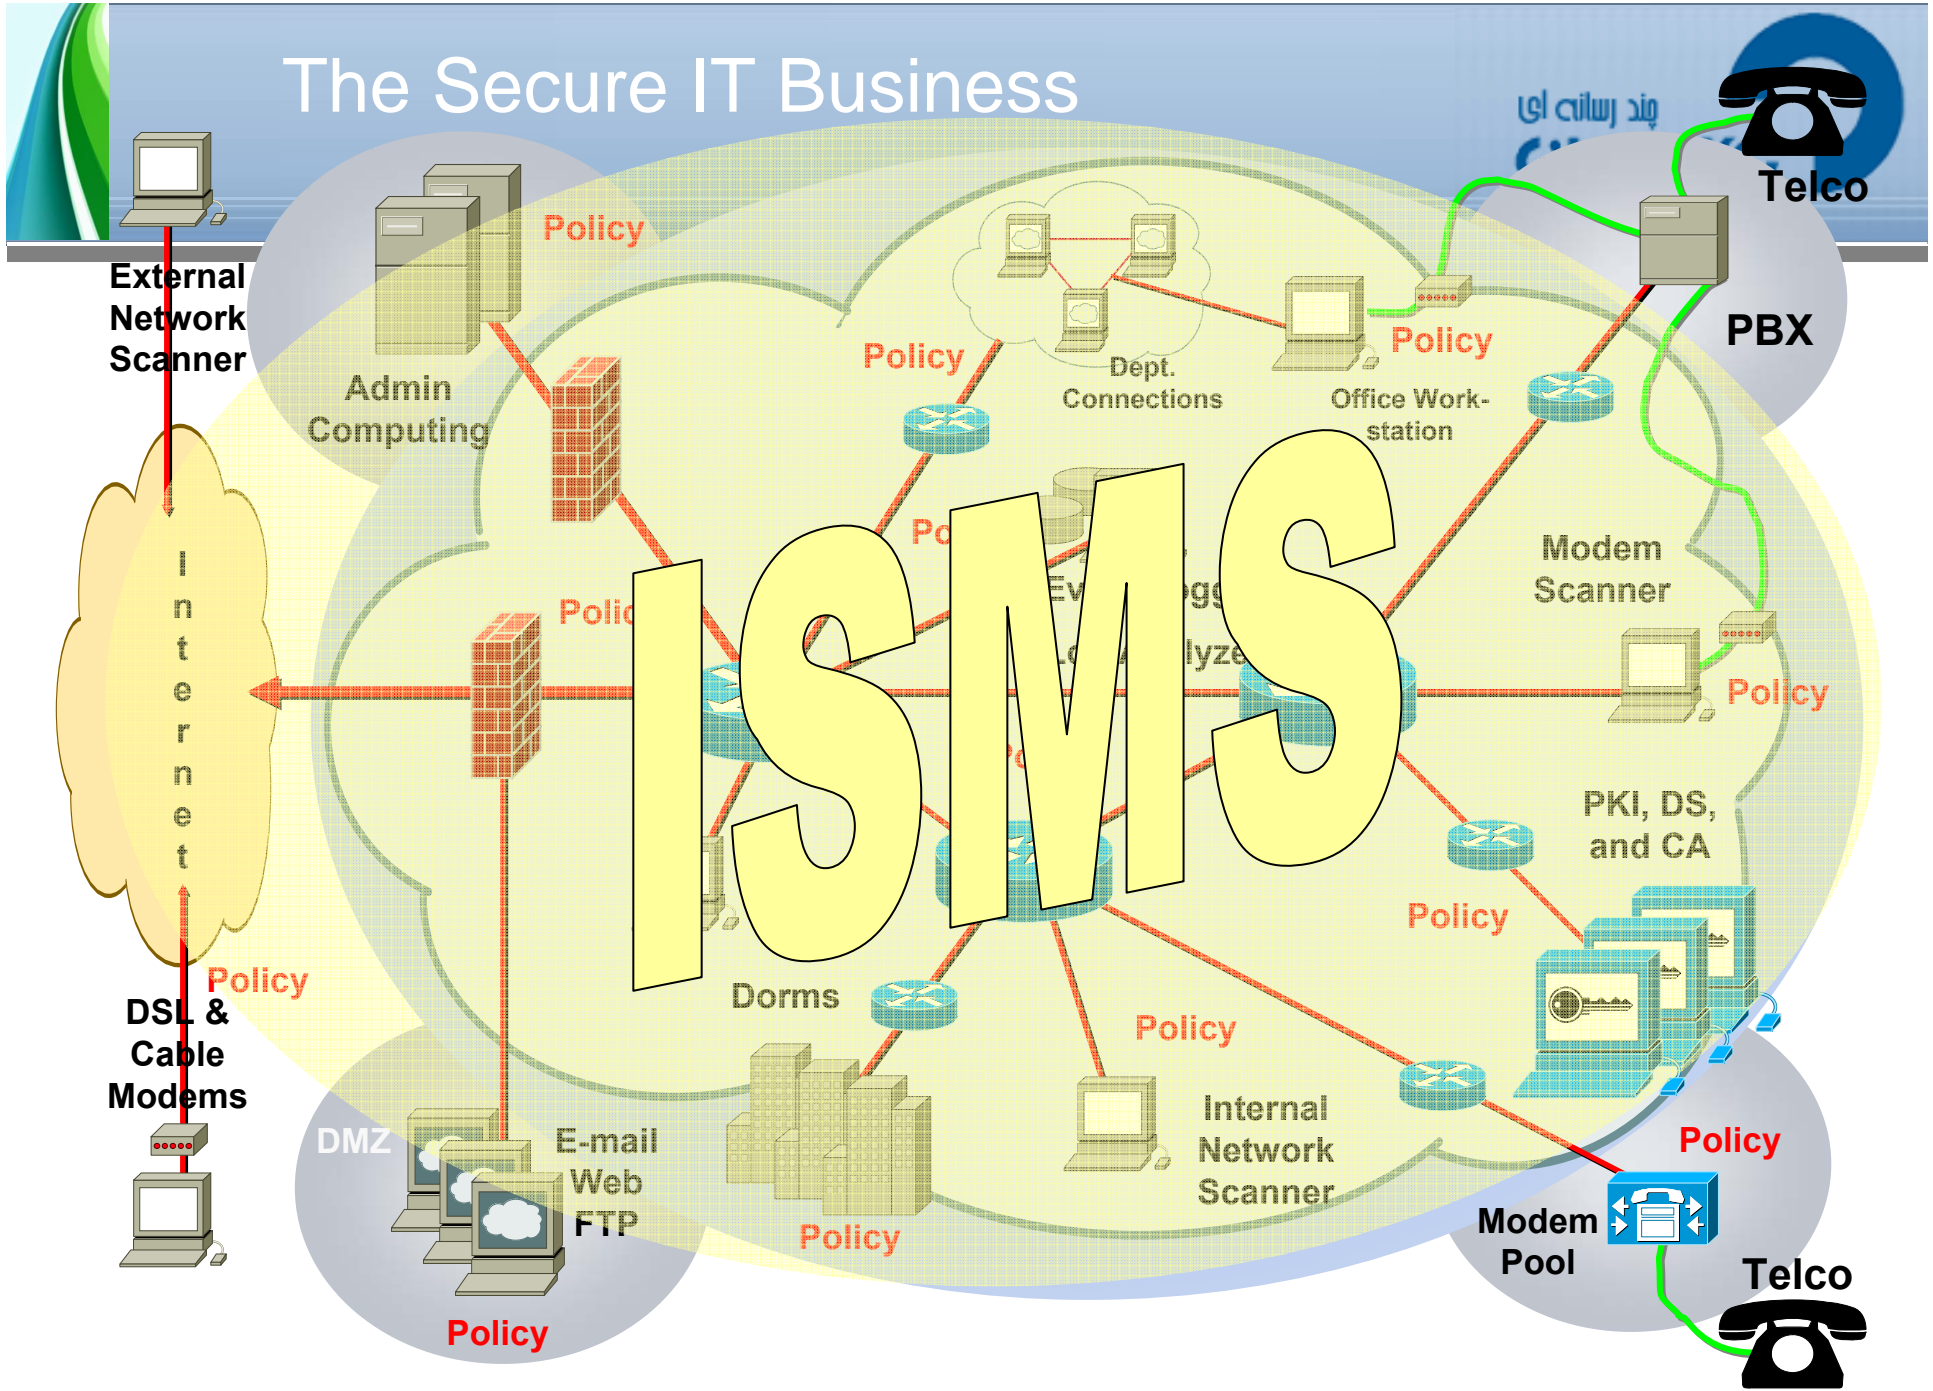 The Secure IT Business
چند رسانه ای
Telco
Policy
External
Network
Scanner
PBX
Policy
Policy
Dept.
Connections
Admin
Computing
Office Work-
station
Modem
Scanner
Internet
Policy
ISMS
PKI, DS,
and CA
Policy
Policy
Dorms
DSL &
Cable
Modems
Policy
DMZ
E-mail
Web
FTP
Internal
Network
Scanner
Policy
Policy
Modem
Pool
Telco
Policy